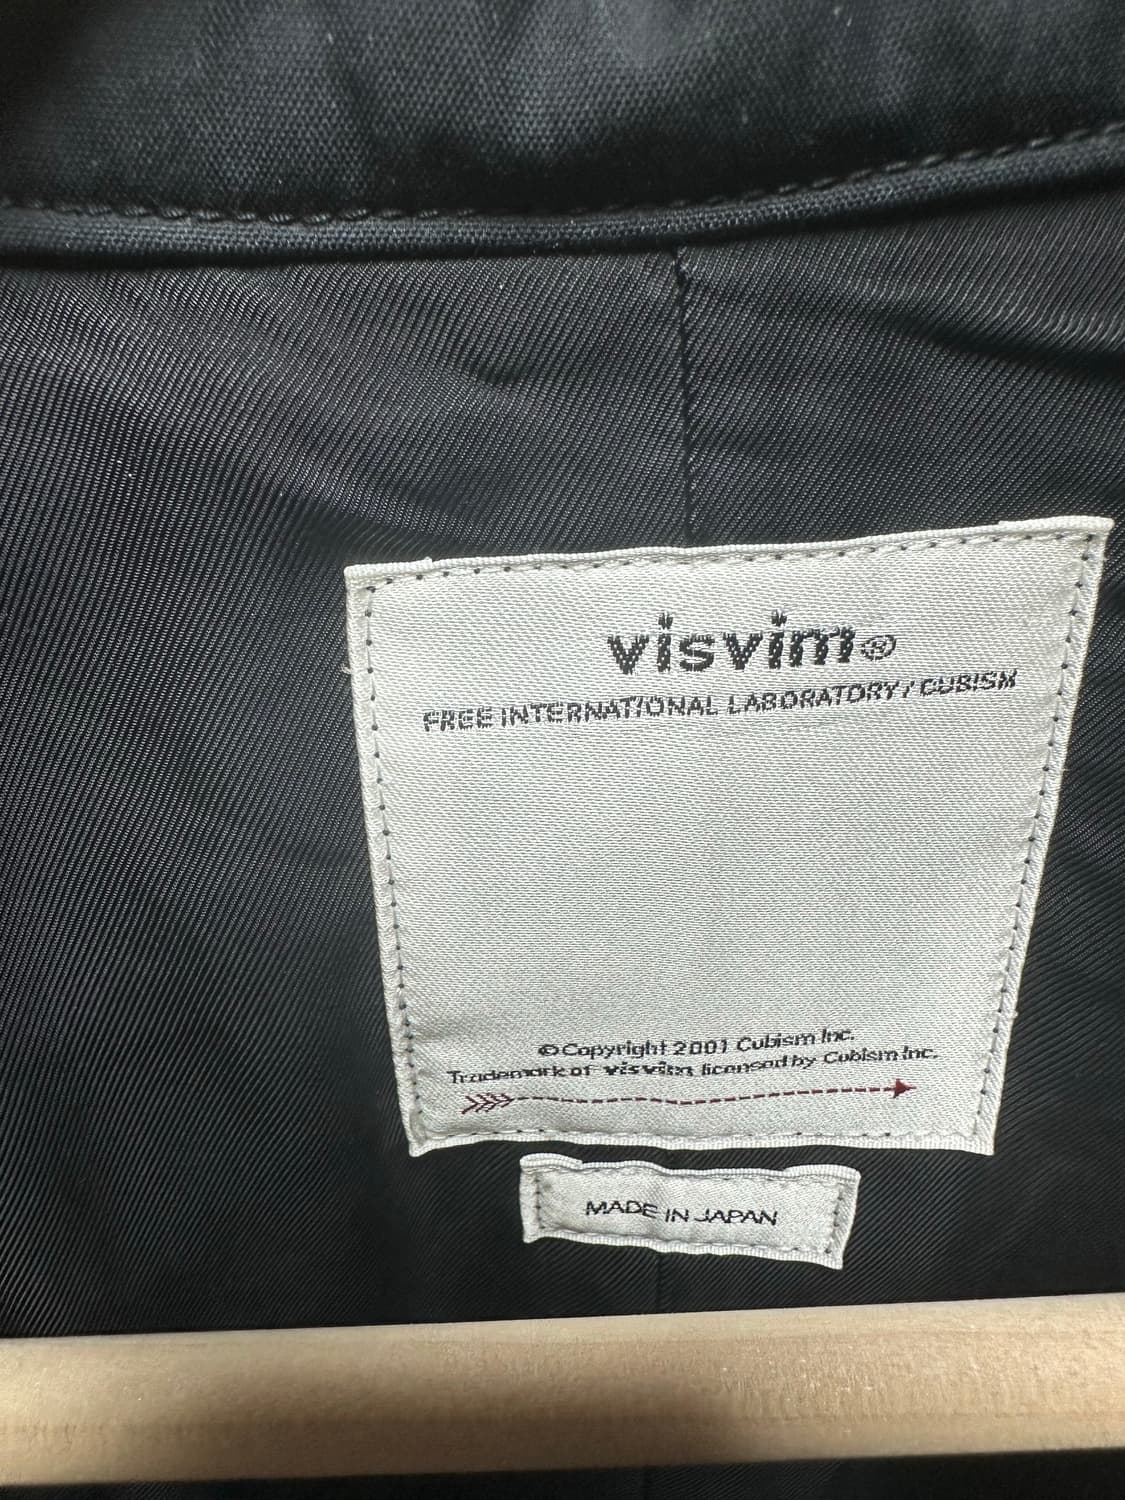 visvim®
FREE INTERNATIONAL LABORATORY / CUBISM
© Copyright 2001 Cubism Inc.
Trademark of visvim, licensed by Cubism Inc.
MADE IN JAPAN